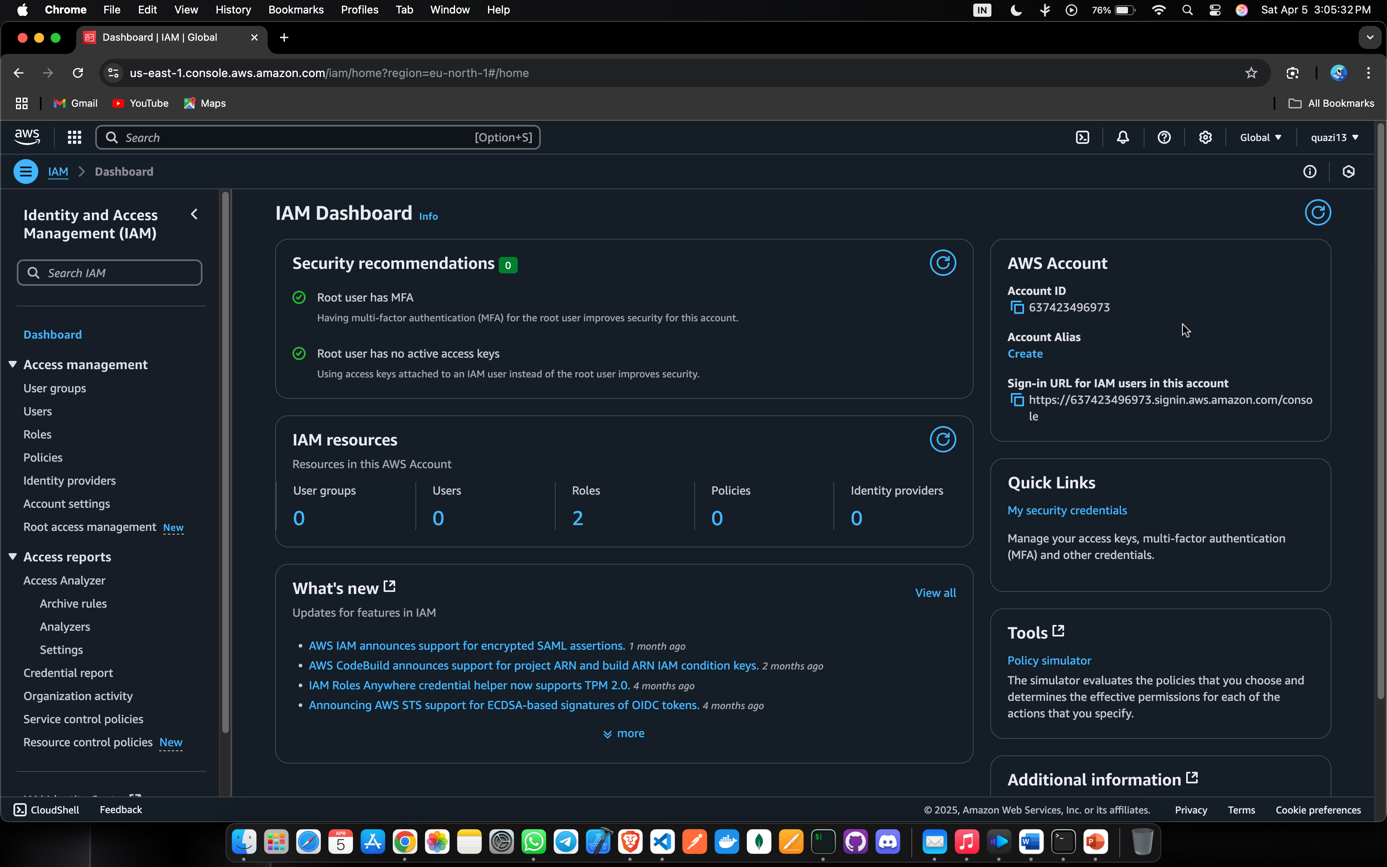 Chrome File Edit View History Bookmarks Profiles Tab Window Help IN 76% Sat Apr 5 3:05:32 PM
Dashboard | IAM | Global
us-east-1.console.aws.amazon.com/iam/home?region=eu-north-1#/home
Gmail YouTube Maps All Bookmarks
aws Search [Option+S] Global quazi13
IAM > Dashboard
Identity and Access
Management (IAM)
Search IAM
Dashboard
Access management
User groups
Users
Roles
Policies
Identity providers
Account settings
Root access management New
Access reports
Access Analyzer
Archive rules
Analyzers
Settings
Credential report
Organization activity
Service control policies
Resource control policies New
IAM Dashboard Info
Security recommendations 0
Root user has MFA
Having multi-factor authentication (MFA) for the root user improves security for this account.
Root user has no active access keys
Using access keys attached to an IAM user instead of the root user improves security.
IAM resources
Resources in this AWS Account
User groups Users Roles Policies Identity providers
0 0 2 0 0
What's new
View all
Updates for features in IAM
• AWS IAM announces support for encrypted SAML assertions. 1 month ago
• AWS CodeBuild announces support for project ARN and build ARN IAM condition keys. 2 months ago
• IAM Roles Anywhere credential helper now supports TPM 2.0. 4 months ago
• Announcing AWS STS support for ECDSA-based signatures of OIDC tokens. 4 months ago
more
AWS Account
Account ID
637423496973
Account Alias
Create
Sign-in URL for IAM users in this account
https://637423496973.signin.aws.amazon.com/conso
le
Quick Links
My security credentials
Manage your access keys, multi-factor authentication
(MFA) and other credentials.
Tools
Policy simulator
The simulator evaluates the policies that you choose and
determines the effective permissions for each of the
actions that you specify.
Additional information
CloudShell Feedback © 2025, Amazon Web Services, Inc. or its affiliates. Privacy Terms Cookie preferences
APR
5